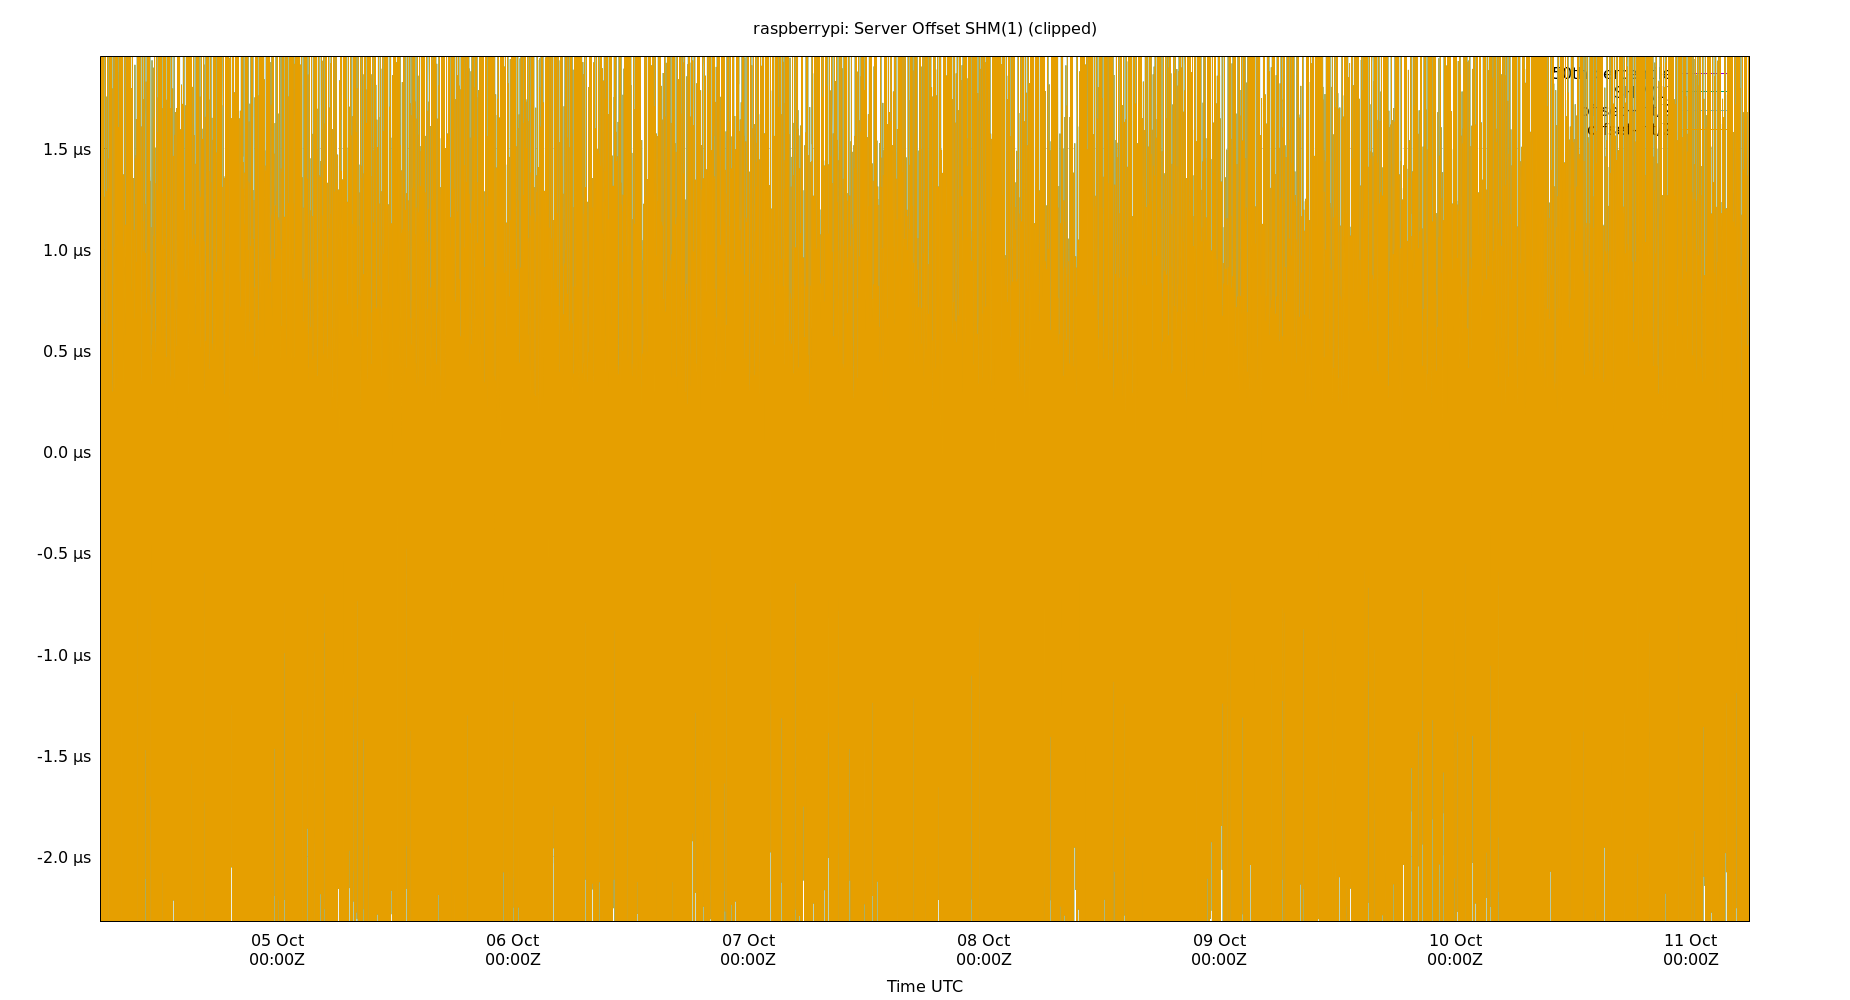 raspberrypi: Server Offset SHM(1) (clipped)
1.5 µs
1.0 µs
0.5 µs
0.0 µs
-0.5 µs
-1.0 µs
-1.5 µs
-2.0 µs
05 Oct 06 Oct 07 Oct 08 Oct 09 Oct 10 Oct 11 Oct
00:00Z 00:00Z 00:00Z 00:00Z 00:00Z 00:00Z 00:00Z
Time UTC